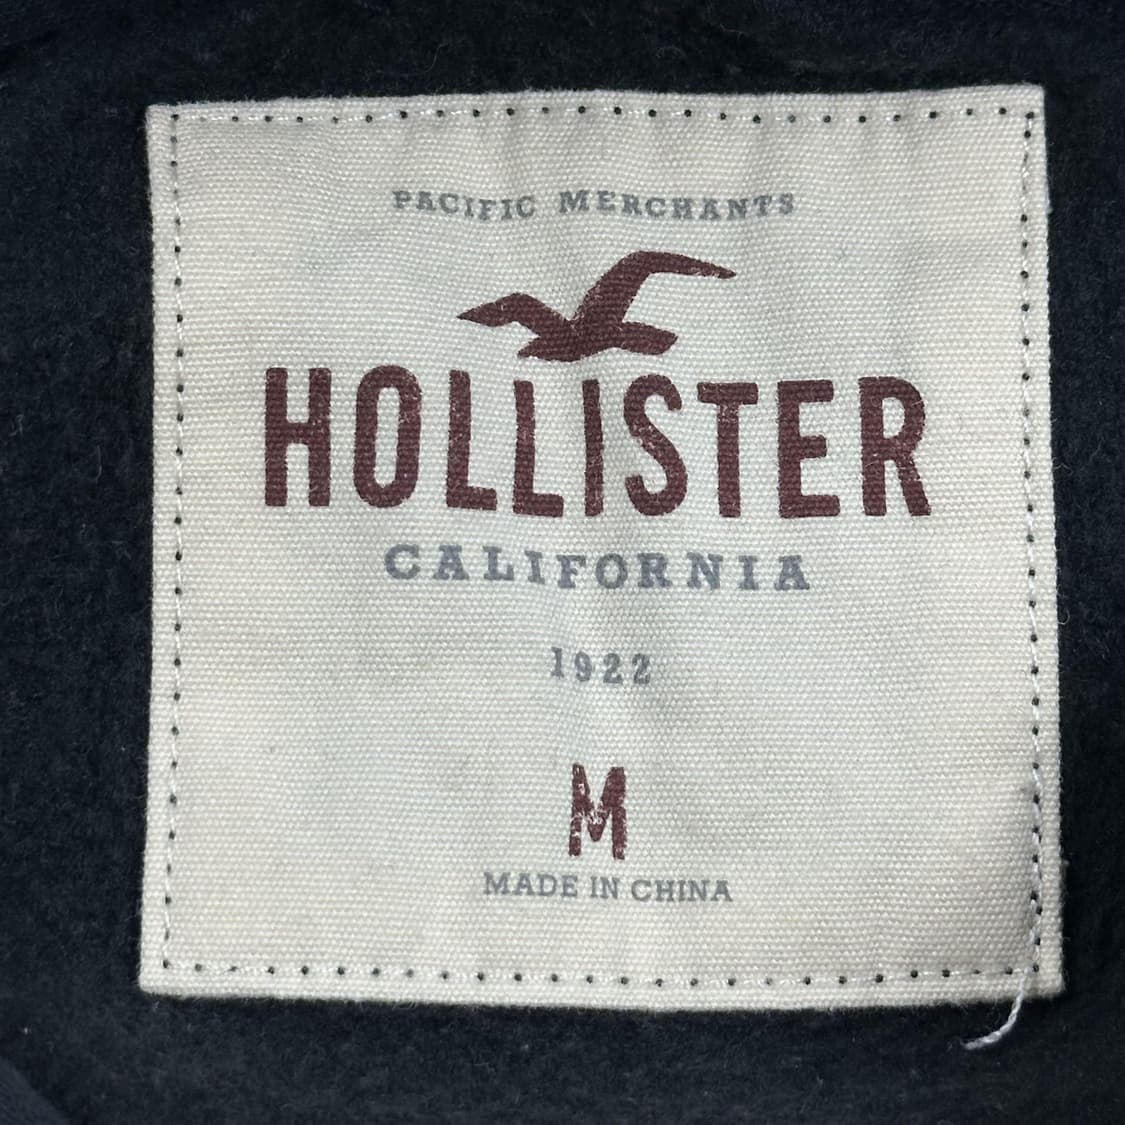 PACIFIC MERCHANTS
HOLLISTER
CALIFORNIA
1922
M
MADE IN CHINA